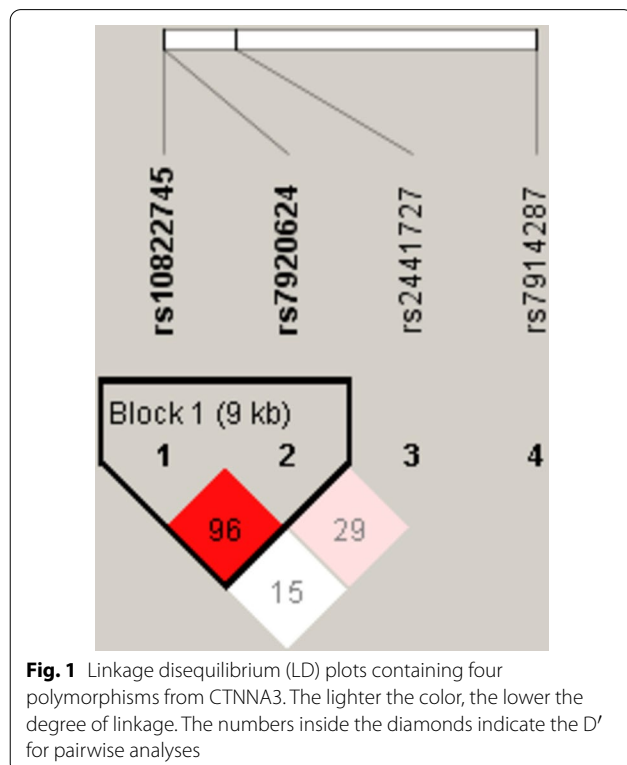 rs10822745
rs7920624
rs2441727
rs7914287
Block 1 (9 kb)
1 2 3 4
96 29
15
Fig. 1 Linkage disequilibrium (LD) plots containing four
polymorphisms from CTNNA3. The lighter the color, the lower the
degree of linkage. The numbers inside the diamonds indicate the D′
for pairwise analyses